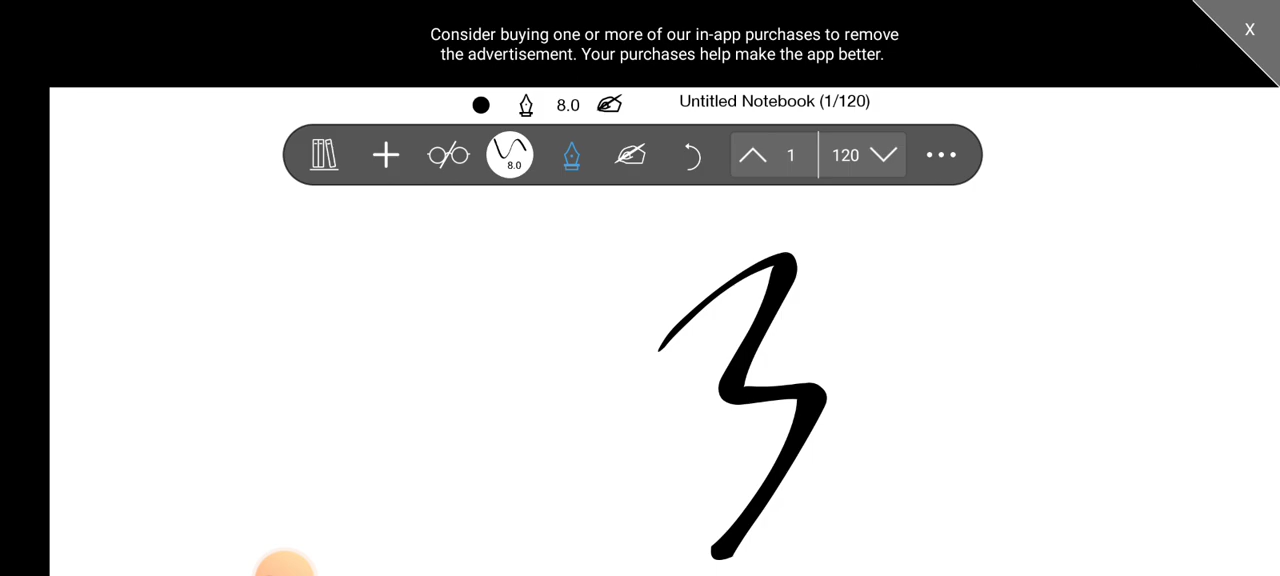 Consider buying one or more of our in-app purchases to remove
the advertisement. Your purchases help make the app better.
X
8.0 Untitled Notebook (1/120)
8.0 1 120
3